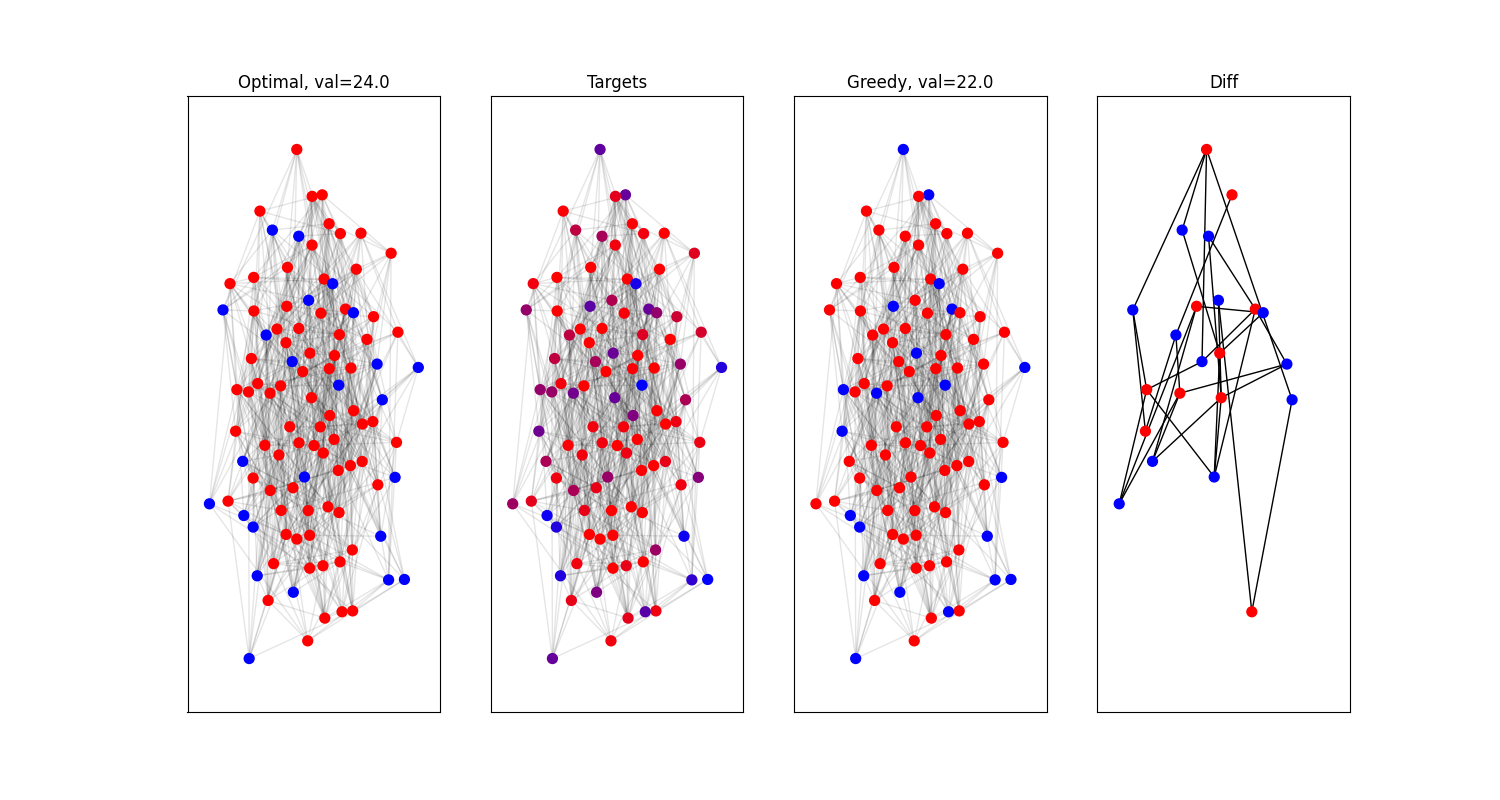 Optimal, val=24.0
Targets
Greedy, val=22.0
Diff